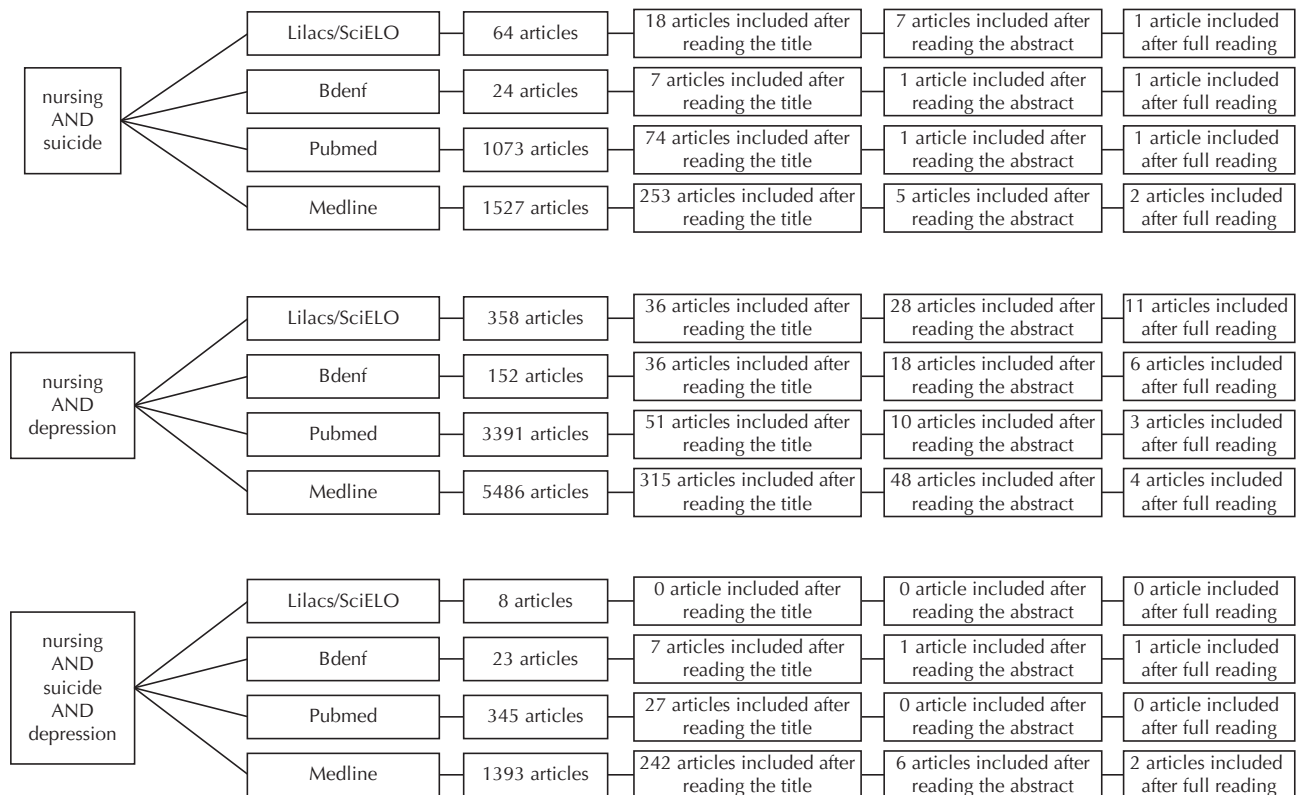 nursing
AND
suicide
Lilacs/SciELO
64 articles
18 articles included after
reading the title
7 articles included after
reading the abstract
1 article included
after full reading
Bdenf
24 articles
7 articles included after
reading the title
1 article included after
reading the abstract
1 article included
after full reading
Pubmed
1073 articles
74 articles included after
reading the title
1 article included after
reading the abstract
1 article included
after full reading
Medline
1527 articles
253 articles included after
reading the title
5 articles included after
reading the abstract
2 articles included
after full reading
nursing
AND
depression
Lilacs/SciELO
358 articles
36 articles included after
reading the title
28 articles included after
reading the abstract
11 articles included
after full reading
Bdenf
152 articles
36 articles included after
reading the title
18 articles included after
reading the abstract
6 articles included
after full reading
Pubmed
3391 articles
51 articles included after
reading the title
10 articles included after
reading the abstract
3 articles included
after full reading
Medline
5486 articles
315 articles included after
reading the title
48 articles included after
reading the abstract
4 articles included
after full reading
nursing
AND
suicide
AND
depression
Lilacs/SciELO
8 articles
0 article included after
reading the title
0 article included after
reading the abstract
0 article included
after full reading
Bdenf
23 articles
7 articles included after
reading the title
1 article included after
reading the abstract
1 article included
after full reading
Pubmed
345 articles
27 articles included after
reading the title
0 article included after
reading the abstract
0 article included
after full reading
Medline
1393 articles
242 articles included after
reading the title
6 articles included after
reading the abstract
2 articles included
after full reading